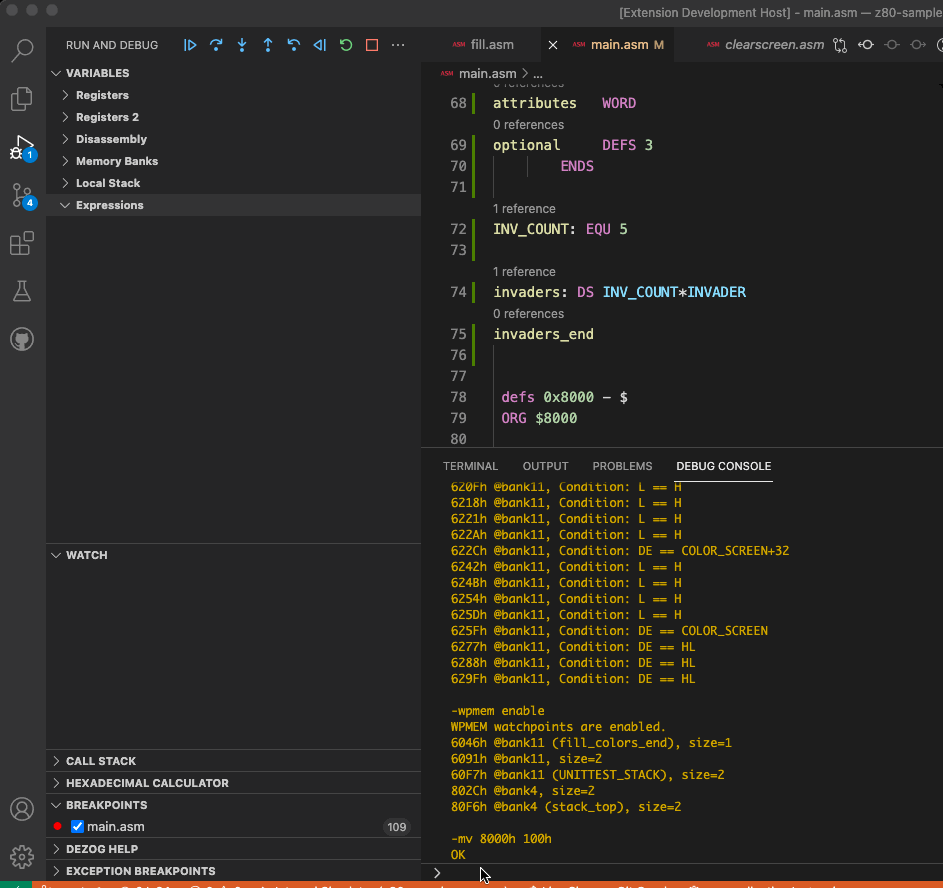 [Extension Development Host] - main.asm — z80-sample
RUN AND DEBUG
ASM fill.asm
ASM main.asm M
ASM clearscreen.asm
ASM main.asm > ...
VARIABLES
Registers
Registers 2
Disassembly
Memory Banks
Local Stack
Expressions
WATCH
CALL STACK
HEXADECIMAL CALCULATOR
BREAKPOINTS
main.asm 109
DEZOG HELP
EXCEPTION BREAKPOINTS
1
4
0 references
68 attributes WORD
0 references
69 optional DEFS 3
70 ENDS
71
1 reference
72 INV_COUNT: EQU 5
73
1 reference
74 invaders: DS INV_COUNT*INVADER
0 references
75 invaders_end
76
77
78 defs 0x8000 - $
79 ORG $8000
80
TERMINAL OUTPUT PROBLEMS DEBUG CONSOLE
620Fh @bank11, Condition: L == H
6218h @bank11, Condition: L == H
6221h @bank11, Condition: L == H
622Ah @bank11, Condition: L == H
622Ch @bank11, Condition: DE == COLOR_SCREEN+32
6242h @bank11, Condition: L == H
624Bh @bank11, Condition: L == H
6254h @bank11, Condition: L == H
625Dh @bank11, Condition: L == H
625Fh @bank11, Condition: DE == COLOR_SCREEN
6277h @bank11, Condition: DE == HL
6288h @bank11, Condition: DE == HL
629Fh @bank11, Condition: DE == HL
-wpmem enable
WPMEM watchpoints are enabled.
6046h @bank11 (fill_colors_end), size=1
6091h @bank11, size=2
60F7h @bank11 (UNITTEST_STACK), size=2
802Ch @bank4, size=2
80F6h @bank4 (stack_top), size=2
-mv 8000h 100h
OK
>